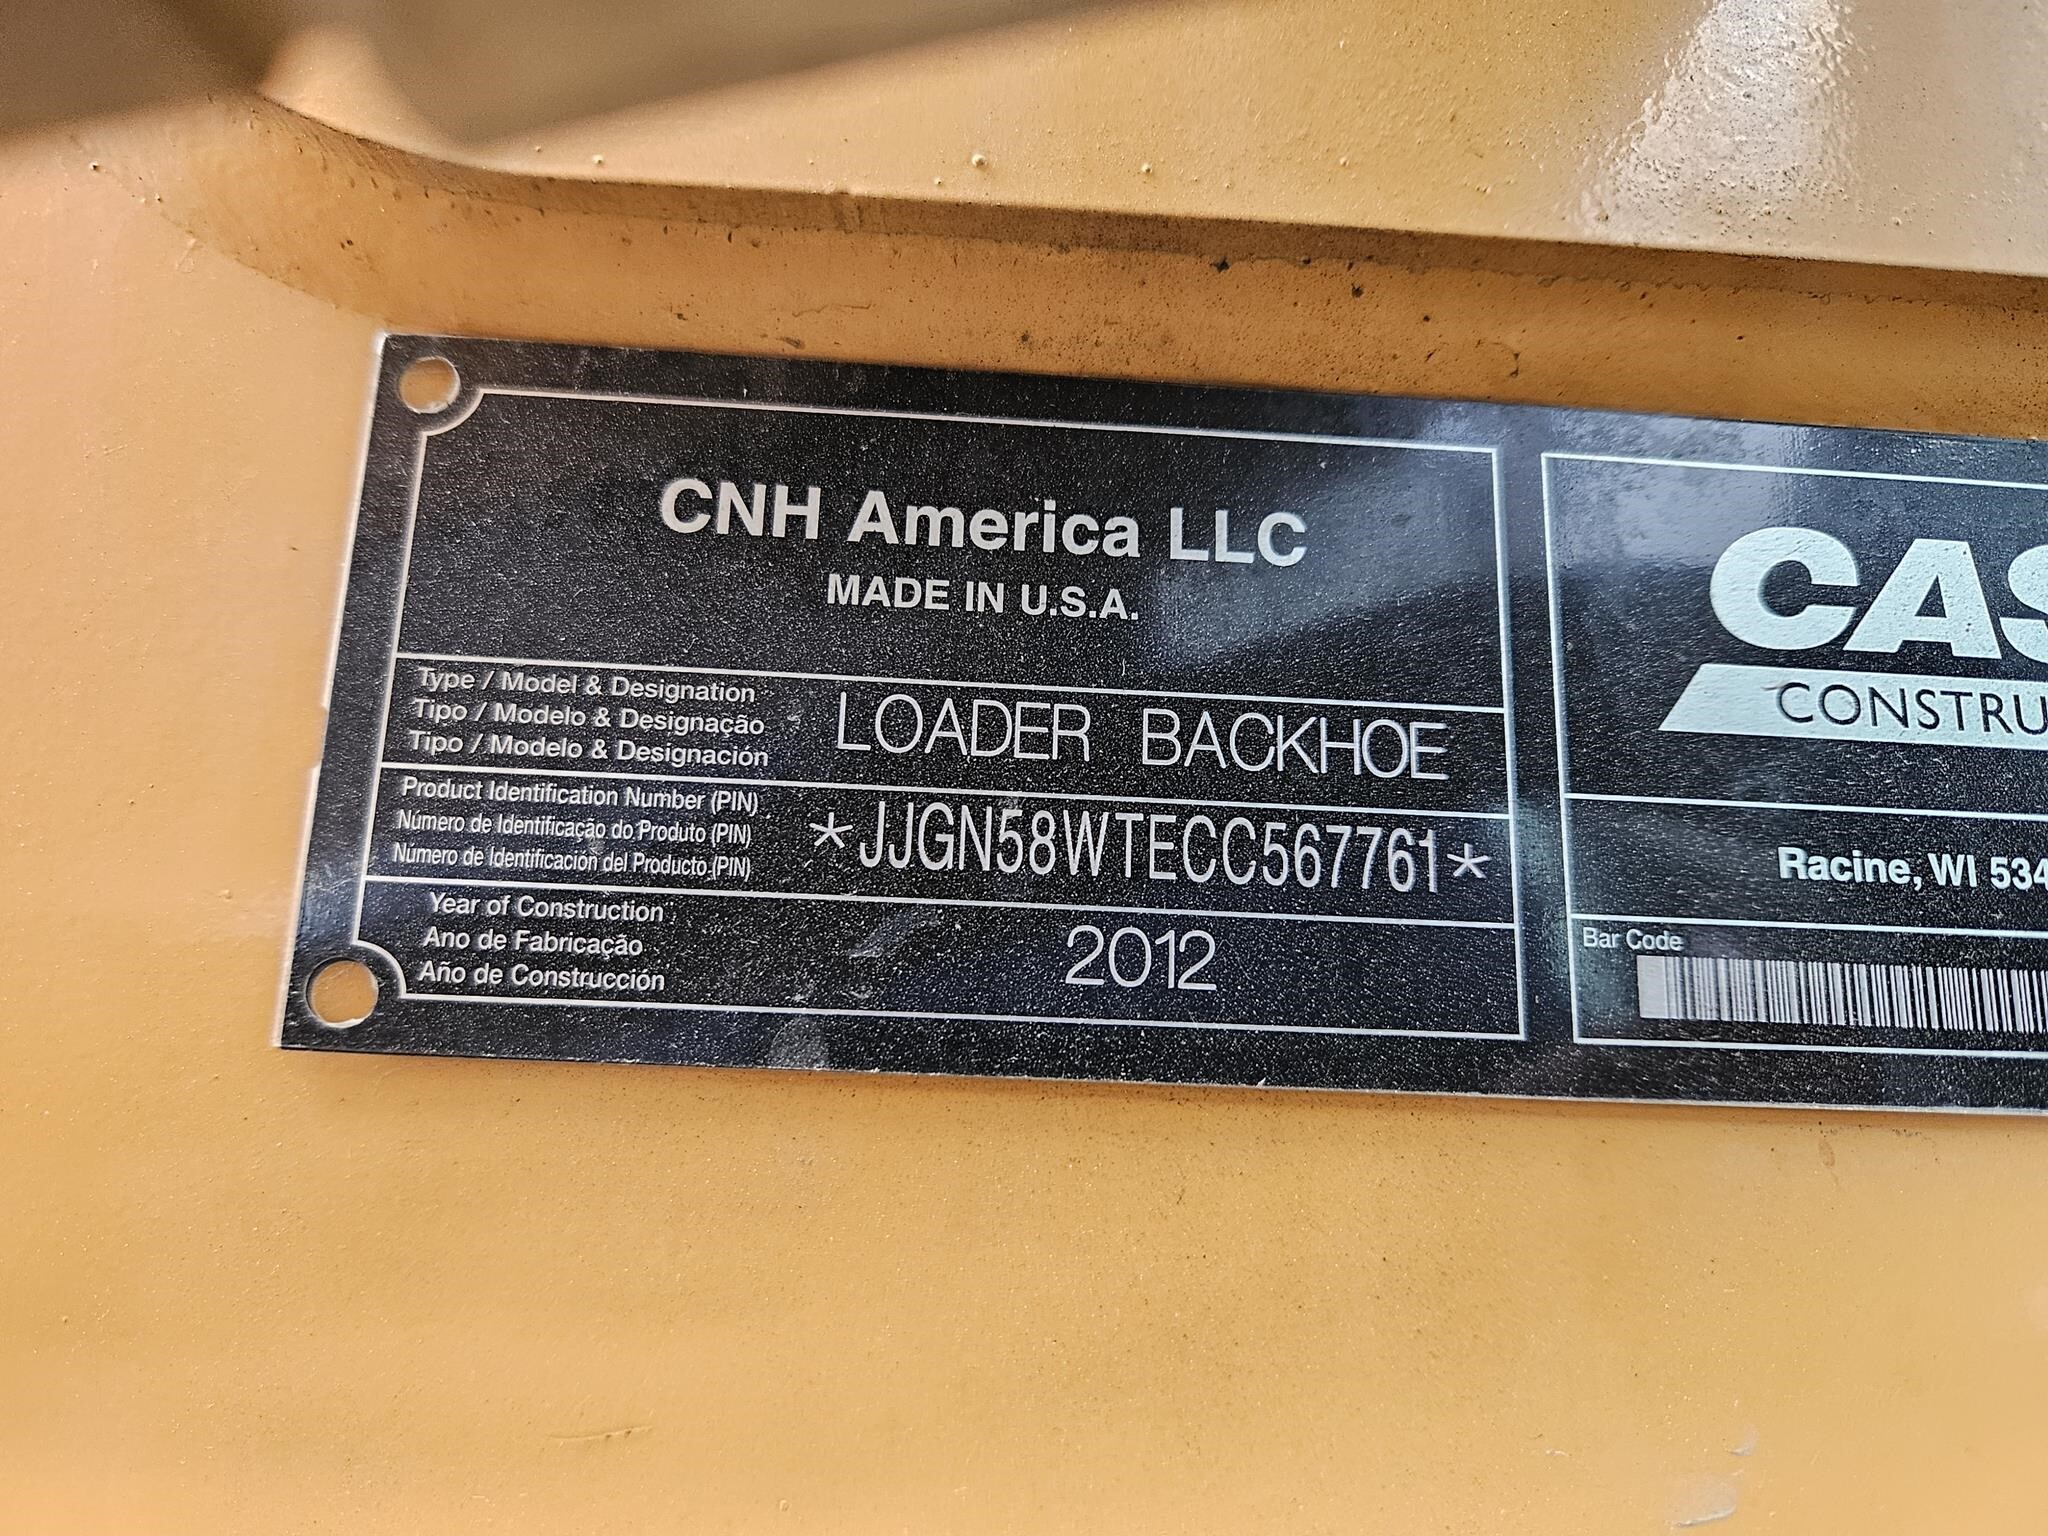 CNH America LLC
MADE IN U.S.A.
Type / Model & Designation
Tipo / Modelo & Designação
Tipo / Modelo & Designación
LOADER BACKHOE
Product Identification Number (PIN)
Número de Identificação do Produto (PIN)
Número de Identificación del Producto (PIN)
*JJGN58WTECC567761*
Year of Construction
Ano de Fabricação
Año de Construcción
2012
CAS
CONSTRU
Racine, WI 534
Bar Code